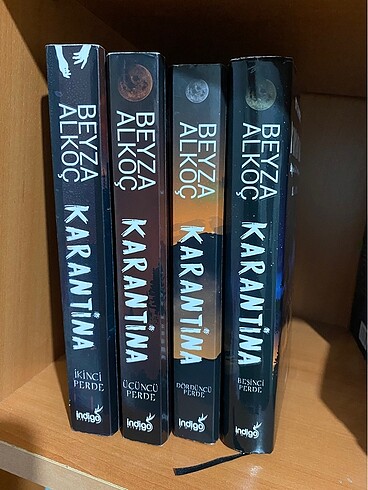 BEYZA
ALKOÇ
KARANTİNA
İKİNCİ
PERDE
indigo
BEYZA
ALKOÇ
KARANTİNA
ÜÇÜNCÜ
PERDE
indigo
BEYZA
ALKOÇ
KARANTİNA
DÖRDÜNCÜ
PERDE
indigo
BEYZA
ALKOÇ
KARANTİNA
BEŞİNCİ
PERDE
indigo